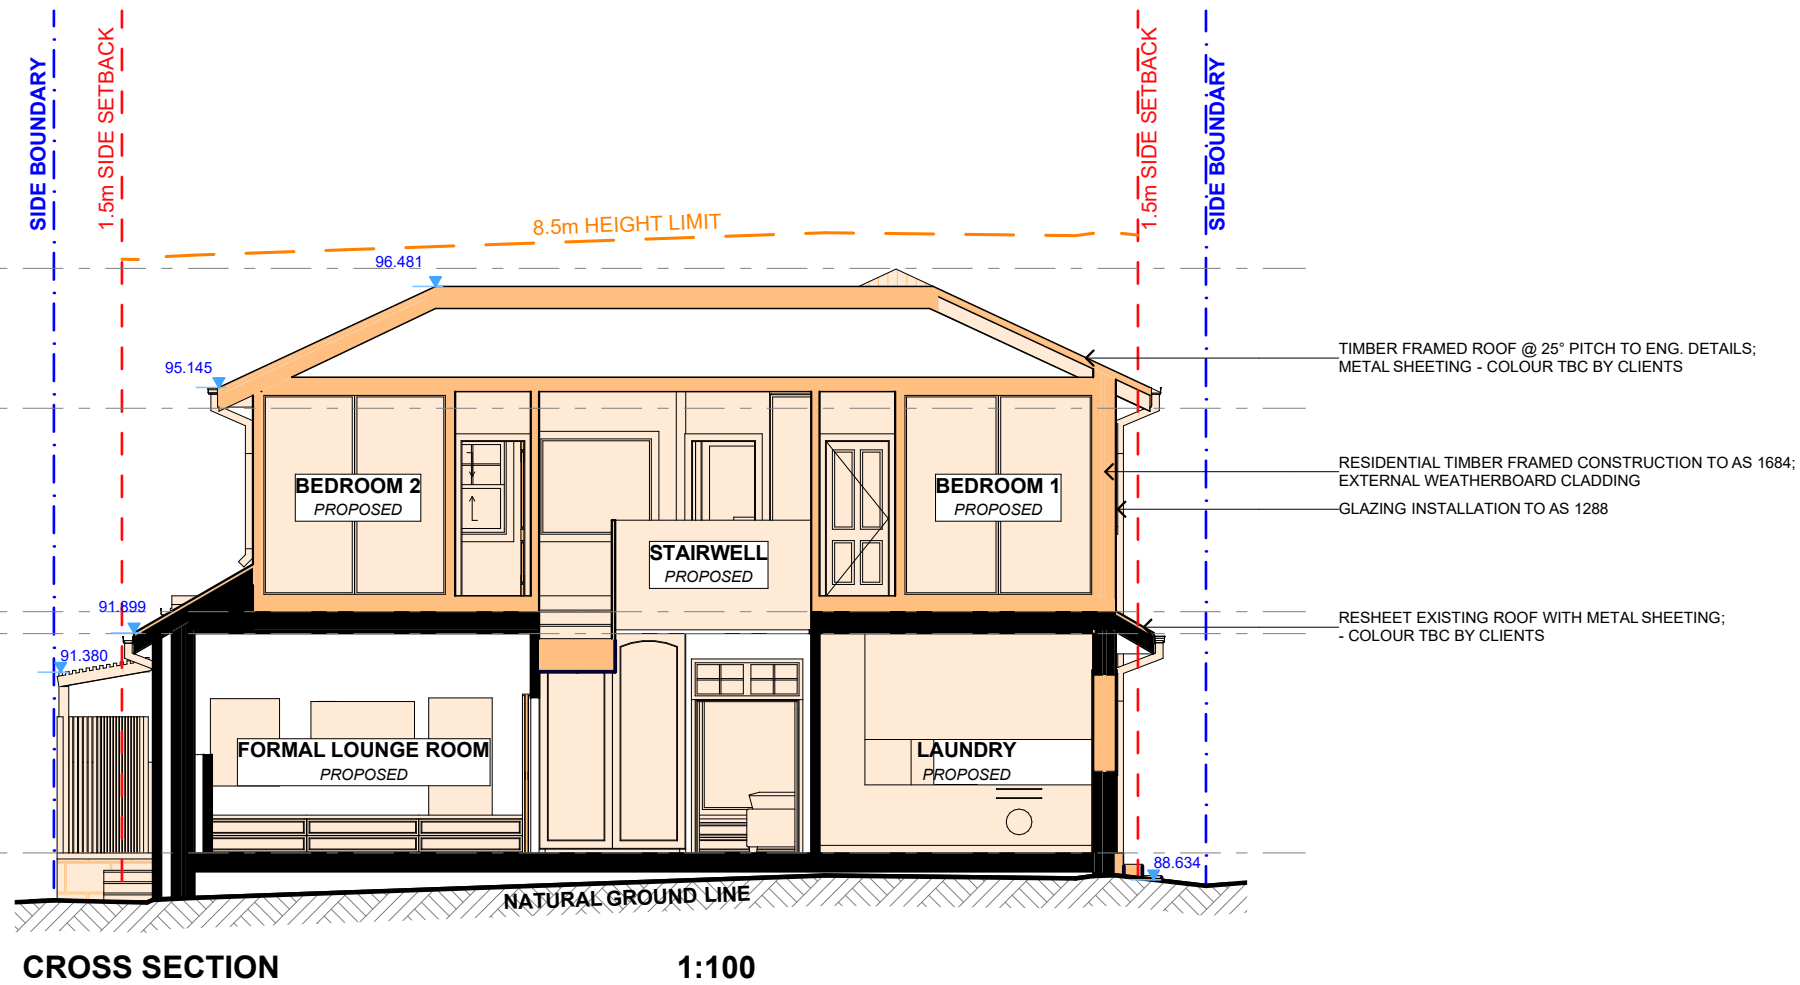 SIDE BOUNDARY
1.5m SIDE SETBACK
1.5m SIDE SETBACK
SIDE BOUNDARY
8.5m HEIGHT LIMIT
96.481
95.145
TIMBER FRAMED ROOF @ 25° PITCH TO ENG. DETAILS;
METAL SHEETING - COLOUR TBC BY CLIENTS
BEDROOM 2
PROPOSED
BEDROOM 1
PROPOSED
RESIDENTIAL TIMBER FRAMED CONSTRUCTION TO AS 1684;
EXTERNAL WEATHERBOARD CLADDING
GLAZING INSTALLATION TO AS 1288
STAIRWELL
PROPOSED
91.899
RESHEET EXISTING ROOF WITH METAL SHEETING;
- COLOUR TBC BY CLIENTS
91.380
FORMAL LOUNGE ROOM
PROPOSED
LAUNDRY
PROPOSED
88.634
NATURAL GROUND LINE
CROSS SECTION
1:100